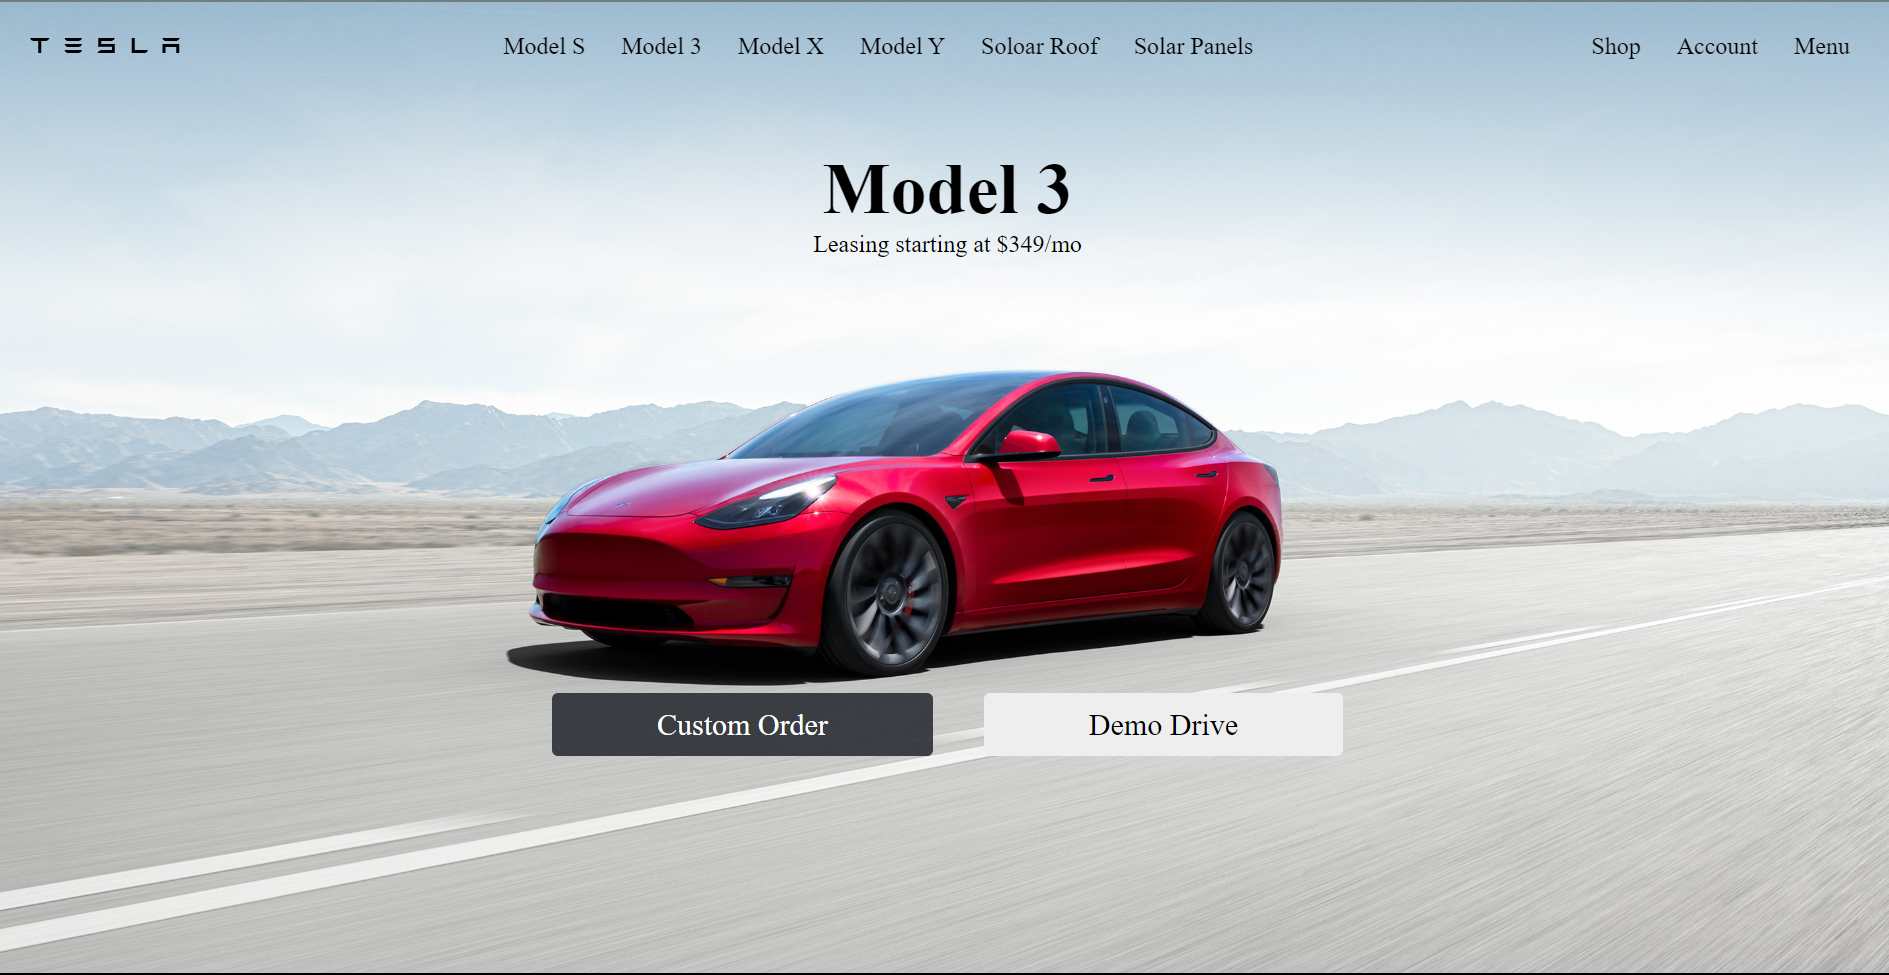 TESLA Model S Model 3 Model X Model Y Soloar Roof Solar Panels Shop Account Menu
Model 3
Leasing starting at $349/mo
Custom Order Demo Drive